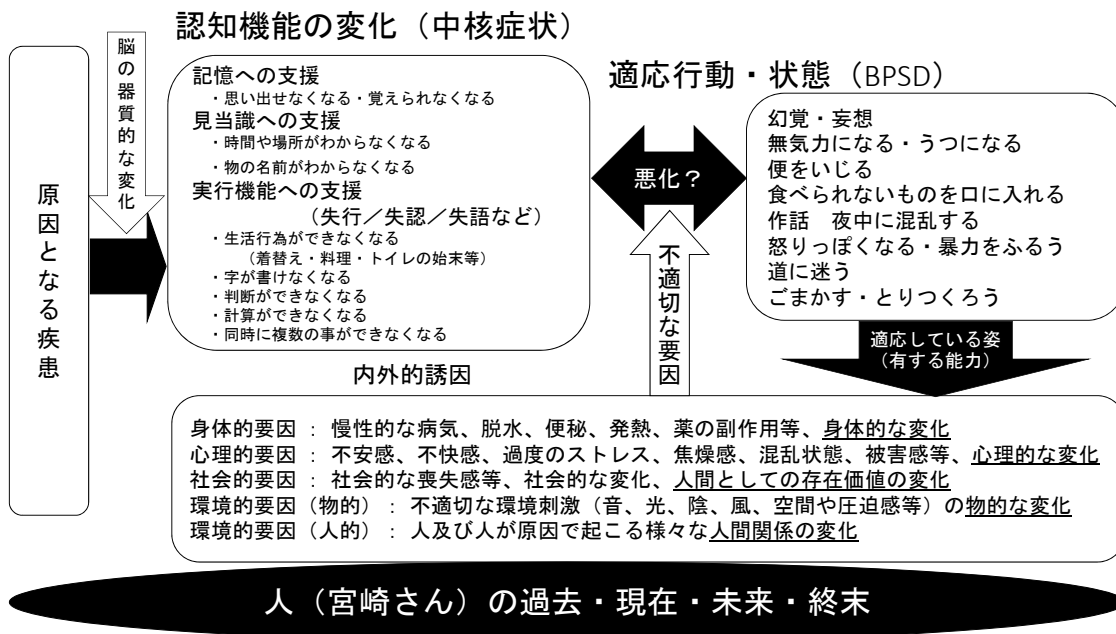 原因となる疾患
脳の器質的な変化
認知機能の変化（中核症状）
記憶への支援
・思い出せなくなる・覚えられなくなる
見当識への支援
・時間や場所がわからなくなる
・物の名前がわからなくなる
実行機能への支援
（失行／失認／失語など）
・生活行為ができなくなる
（着替え・料理・トイレの始末等）
・字が書けなくなる
・判断ができなくなる
・計算ができなくなる
・同時に複数の事ができなくなる
適応行動・状態（BPSD）
悪化？
幻覚・妄想
無気力になる・うつになる
便をいじる
食べられないものを口に入れる
作話　夜中に混乱する
怒りっぽくなる・暴力をふるう
道に迷う
ごまかす・とりつくろう
不適切な要因
適応している姿
（有する能力）
内外的誘因
身体的要因 ： 慢性的な病気、脱水、便秘、発熱、薬の副作用等、身体的な変化
心理的要因 ： 不安感、不快感、過度のストレス、焦燥感、混乱状態、被害感等、心理的な変化
社会的要因 ： 社会的な喪失感等、社会的な変化、人間としての存在価値の変化
環境的要因（物的） ： 不適切な環境刺激（音、光、陰、風、空間や圧迫感等）の物的な変化
環境的要因（人的） ： 人及び人が原因で起こる様々な人間関係の変化
人（宮崎さん）の過去・現在・未来・終末